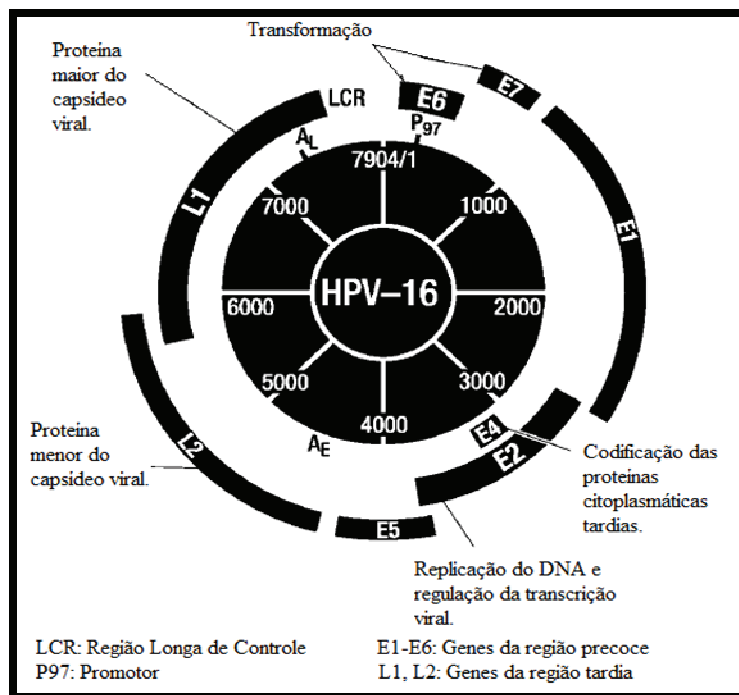 Transformação
Proteina
maior do
capsídeo
viral.
LCR
E6
E7
P97
AL
7904/1
L1
7000
1000
E1
HPV–16
6000
2000
5000
3000
4000
E4
E2
AE
L2
E5
Proteina
menor do
capsídeo viral.
Codificação das
proteínas
citoplasmáticas
tardias.
Replicação do DNA e
regulação da transcrição
viral.
LCR: Região Longa de Controle
E1-E6: Genes da região precoce
P97: Promotor
L1, L2: Genes da região tardia